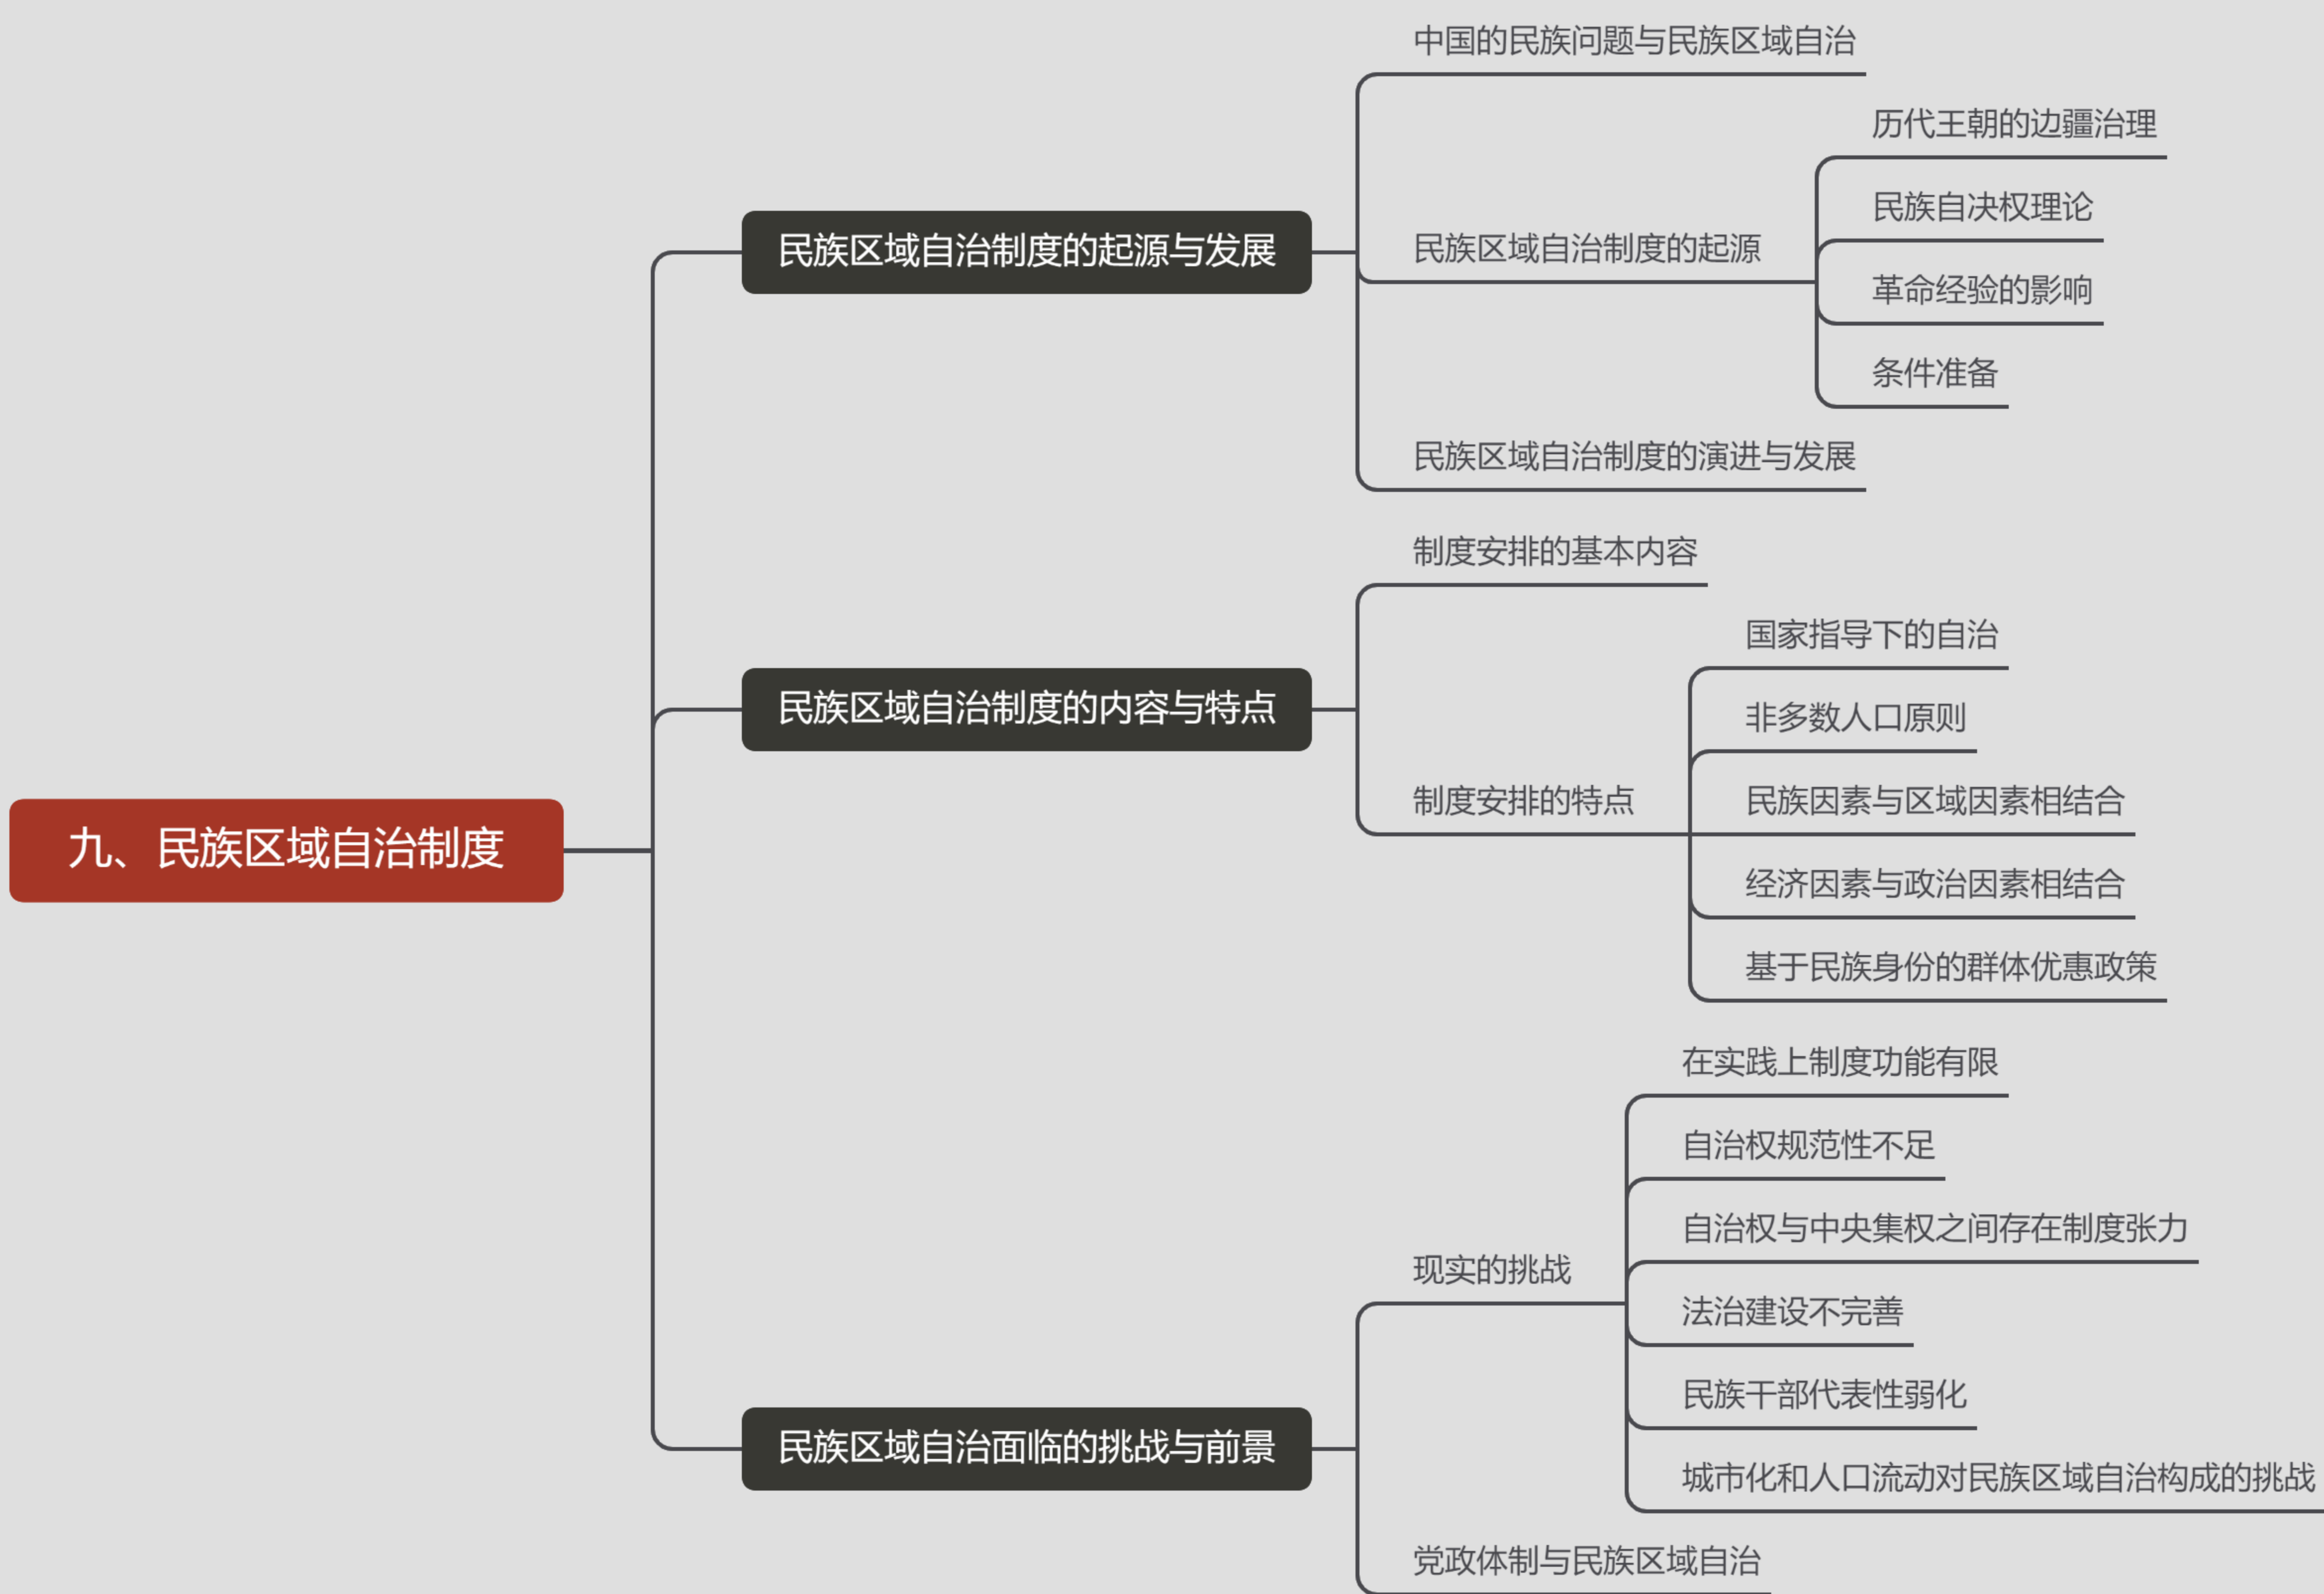 九、民族区域自治制度
民族区域自治制度的起源与发展
中国的民族问题与民族区域自治
民族区域自治制度的起源
历代王朝的边疆治理
民族自决权理论
革命经验的影响
条件准备
民族区域自治制度的演进与发展
民族区域自治制度的内容与特点
制度安排的基本内容
制度安排的特点
国家指导下的自治
非多数人口原则
民族因素与区域因素相结合
经济因素与政治因素相结合
基于民族身份的群体优惠政策
民族区域自治面临的挑战与前景
现实的挑战
在实践上制度功能有限
自治权规范性不足
自治权与中央集权之间存在制度张力
法治建设不完善
民族干部代表性弱化
城市化和人口流动对民族区域自治构成的挑战
党政体制与民族区域自治